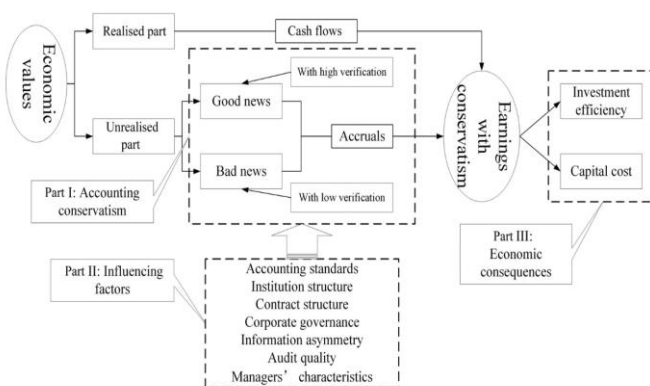 Economic
values
Realised part
Unrealised
part
Cash flows
With high verification
Good news
Bad news
With low verification
Accruals
Earnings
with
conservatism
Investment
efficiency
Capital cost
Part I: Accounting
conservatism
Part II: Influencing
factors
Accounting standards
Institution structure
Contract structure
Corporate governance
Information asymmetry
Audit quality
Managers' characteristics
Part III:
Economic
consequences